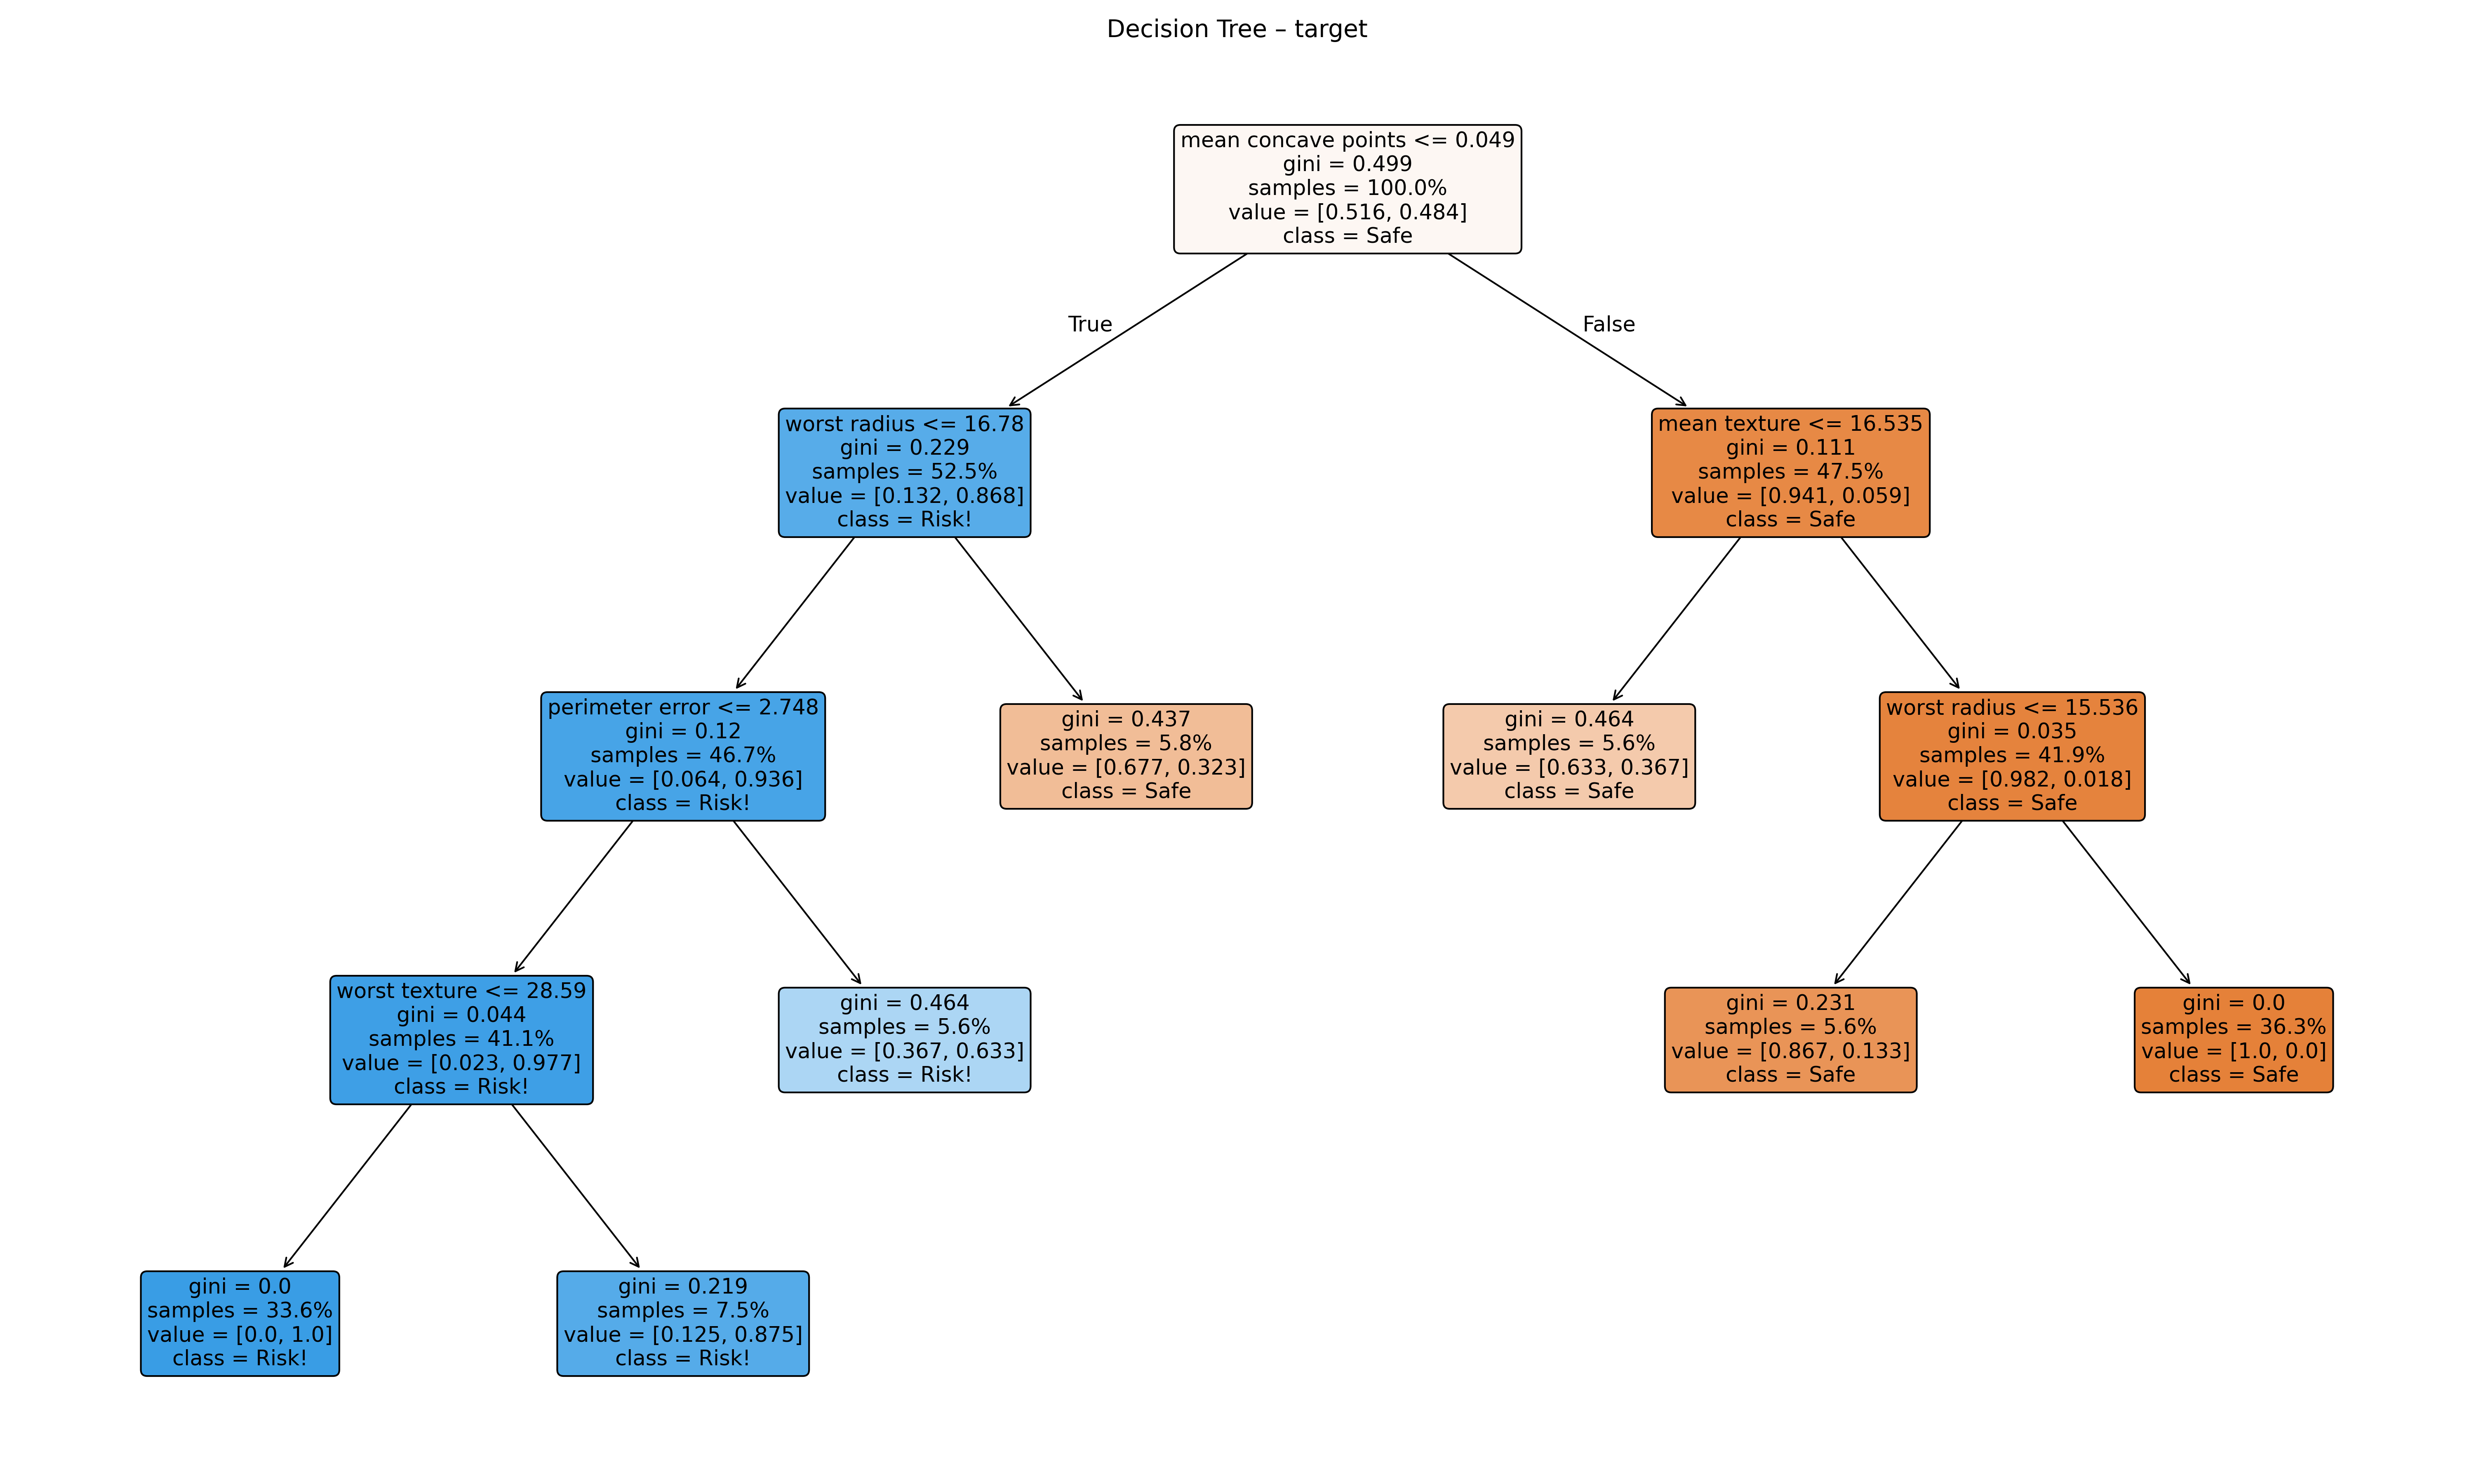 Decision Tree – target
mean concave points <= 0.049
gini = 0.499
samples = 100.0%
value = [0.516, 0.484]
class = Safe
True
False
worst radius <= 16.78
gini = 0.229
samples = 52.5%
value = [0.132, 0.868]
class = Risk!
mean texture <= 16.535
gini = 0.111
samples = 47.5%
value = [0.941, 0.059]
class = Safe
perimeter error <= 2.748
gini = 0.12
samples = 46.7%
value = [0.064, 0.936]
class = Risk!
gini = 0.437
samples = 5.8%
value = [0.677, 0.323]
class = Safe
gini = 0.464
samples = 5.6%
value = [0.633, 0.367]
class = Safe
worst radius <= 15.536
gini = 0.035
samples = 41.9%
value = [0.982, 0.018]
class = Safe
worst texture <= 28.59
gini = 0.044
samples = 41.1%
value = [0.023, 0.977]
class = Risk!
gini = 0.464
samples = 5.6%
value = [0.367, 0.633]
class = Risk!
gini = 0.231
samples = 5.6%
value = [0.867, 0.133]
class = Safe
gini = 0.0
samples = 36.3%
value = [1.0, 0.0]
class = Safe
gini = 0.0
samples = 33.6%
value = [0.0, 1.0]
class = Risk!
gini = 0.219
samples = 7.5%
value = [0.125, 0.875]
class = Risk!